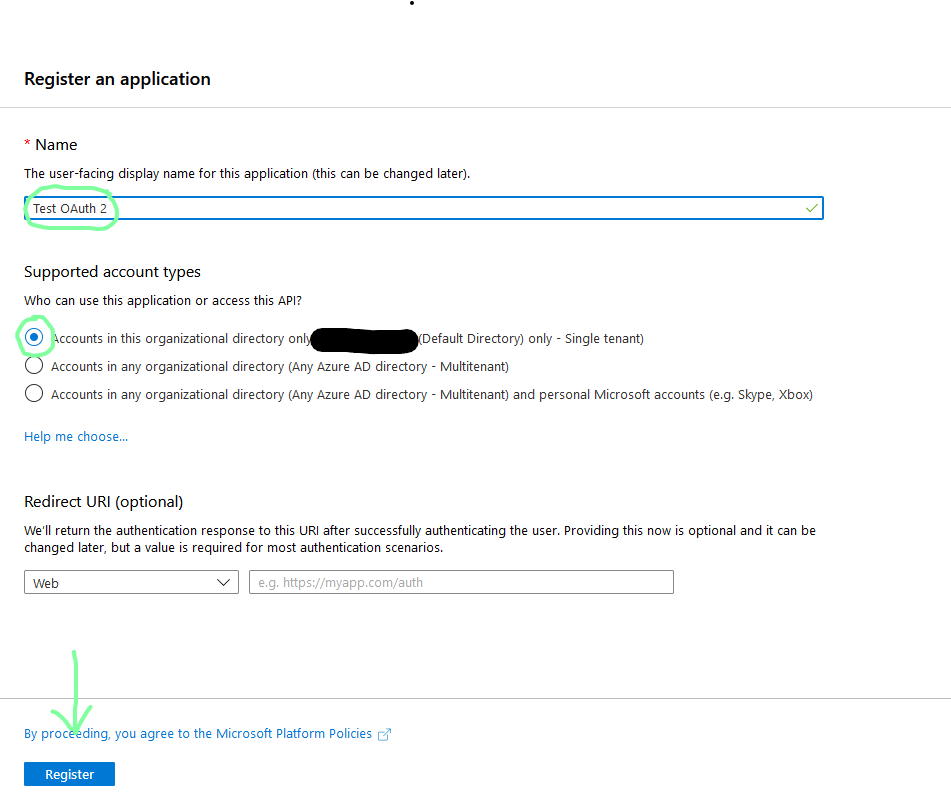 Register an application
* Name
The user-facing display name for this application (this can be changed later).
Test OAuth 2
Supported account types
Who can use this application or access this API?
Accounts in this organizational directory only (Default Directory) only - Single tenant)
Accounts in any organizational directory (Any Azure AD directory - Multitenant)
Accounts in any organizational directory (Any Azure AD directory - Multitenant) and personal Microsoft accounts (e.g. Skype, Xbox)
Help me choose...
Redirect URI (optional)
We'll return the authentication response to this URI after successfully authenticating the user. Providing this now is optional and it can be
changed later, but a value is required for most authentication scenarios.
Web e.g. https://myapp.com/auth
By proceeding, you agree to the Microsoft Platform Policies
Register